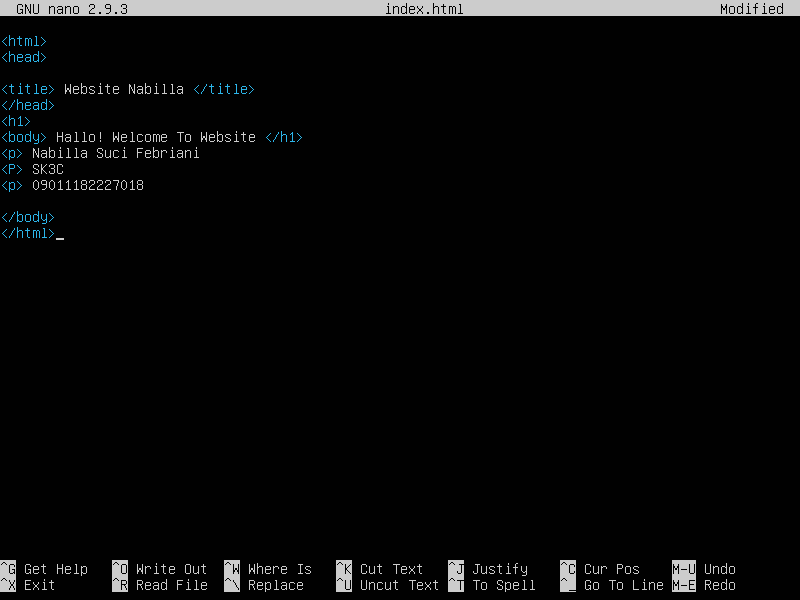 GNU nano 2.9.3 index.html Modified
<html>
<head>
<title> Website Nabilla </title>
</head>
<h1>
<body> Hallo! Welcome To Website </h1>
<p> Nabilla Suci Febriani
<P> SK3C
<p> 09011182227018
</body>
</html>_
^G Get Help ^O Write Out ^W Where Is ^K Cut Text ^J Justify ^C Cur Pos M-U Undo
^X Exit ^R Read File ^\ Replace ^U Uncut Text ^T To Spell ^_ Go To Line M-E Redo